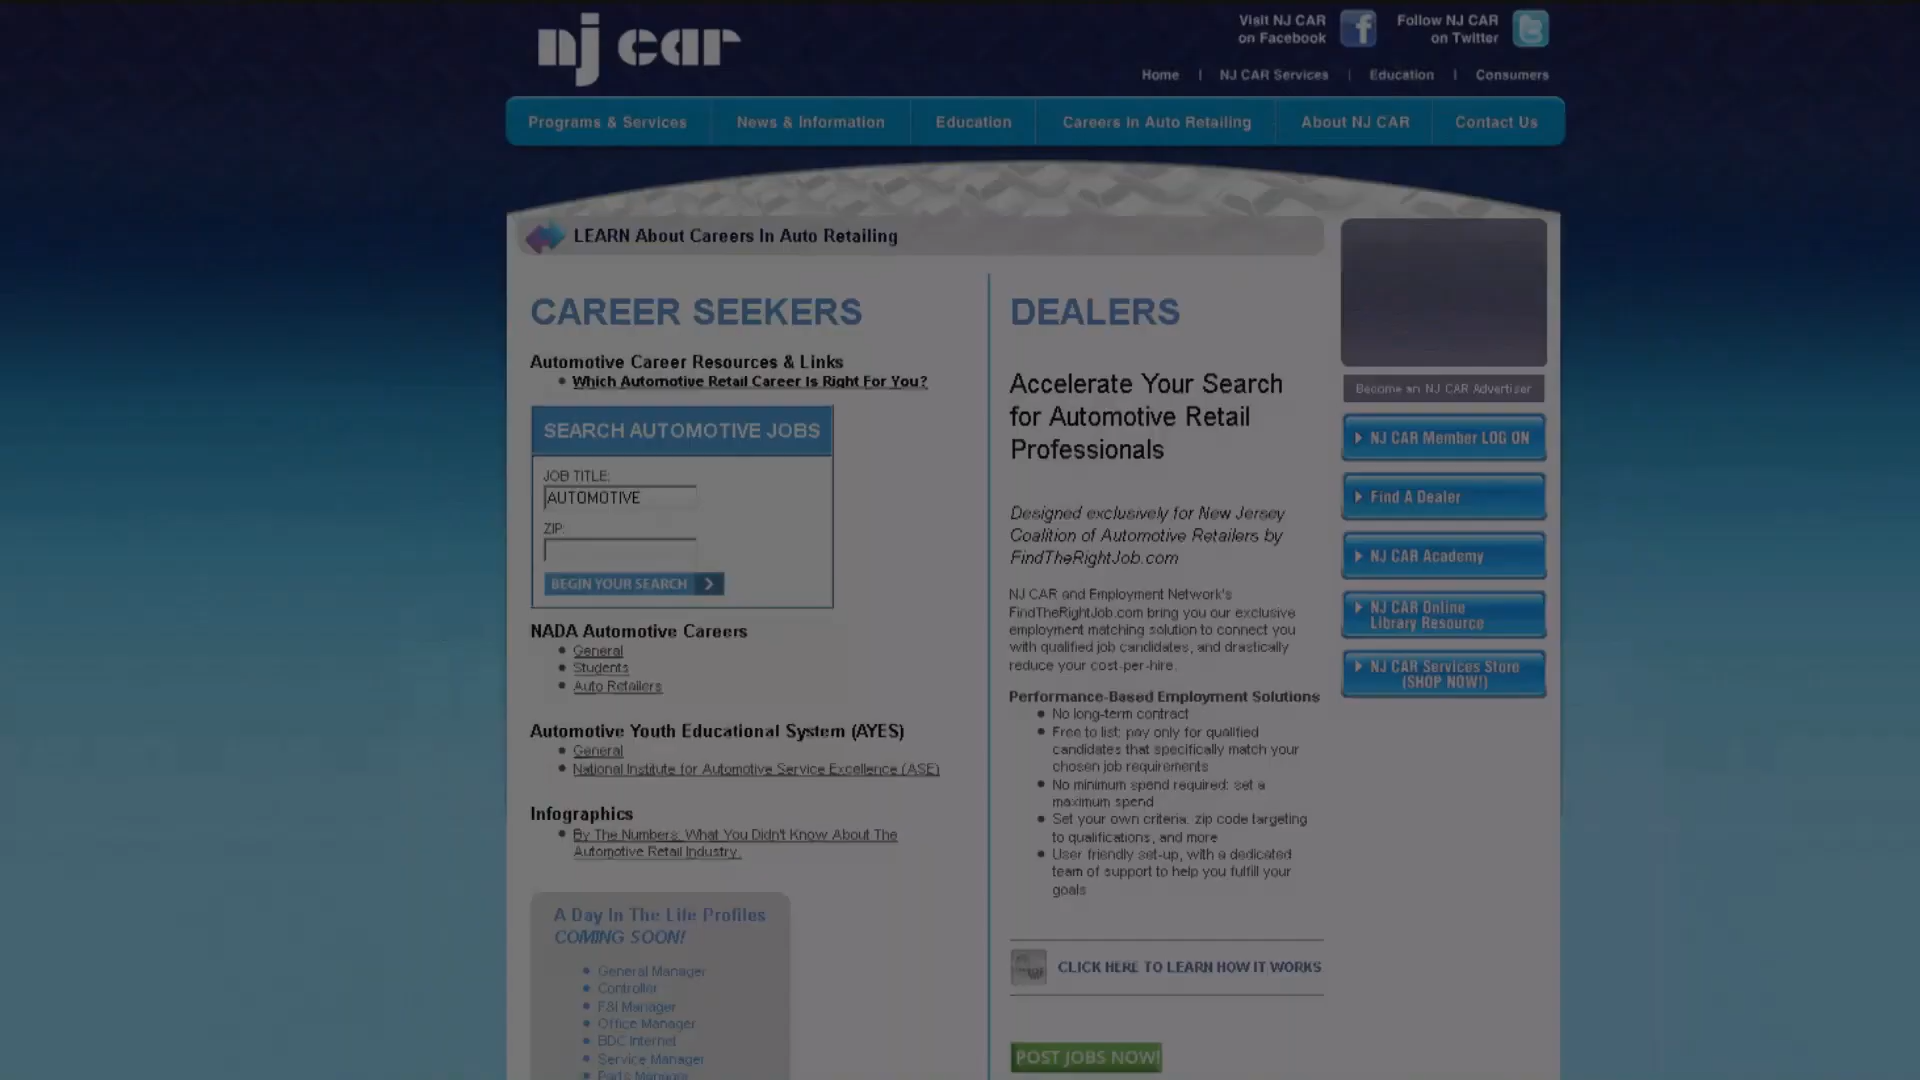 nj car
Visit NJ CAR
on Facebook
Follow NJ CAR
on Twitter
Home | NJ CAR Services | Education | Consumers
Programs & Services
News & Information
Education
Careers In Auto Retailing
About NJ CAR
Contact Us
LEARN About Careers In Auto Retailing
CAREER SEEKERS
Automotive Career Resources & Links
Which Automotive Retail Career Is Right For You?
SEARCH AUTOMOTIVE JOBS
JOB TITLE:
AUTOMOTIVE
ZIP:
BEGIN YOUR SEARCH
NADA Automotive Careers
General
Students
Auto Retailers
Automotive Youth Educational System (AYES)
General
National Institute for Automotive Service Excellence (ASE)
Infographics
By The Numbers: What You Didn't Know About The
Automotive Retail Industry.
A Day In The Life Profiles
COMING SOON!
General Manager
Controller
F&I Manager
Office Manager
BDC Internet
Service Manager
Parts Manager
DEALERS
Accelerate Your Search
for Automotive Retail
Professionals
Designed exclusively for New Jersey
Coalition of Automotive Retailers by
FindTheRightJob.com
NJ CAR and Employment Network's
FindTheRightJob.com bring you our exclusive
employment matching solution to connect you
with qualified job candidates, and drastically
reduce your cost-per-hire.
Performance-Based Employment Solutions
No long-term contract
Free to list: pay only for qualified
candidates that specifically match your
chosen job requirements
No minimum spend required: set a
maximum spend
Set your own criteria: zip code targeting
to qualifications, and more
User friendly set-up, with a dedicated
team of support to help you fulfill your
goals
CLICK HERE TO LEARN HOW IT WORKS
POST JOBS NOW!
Become an NJ CAR Advertiser
NJ CAR Member LOG ON
Find A Dealer
NJ CAR Academy
NJ CAR Online
Library Resource
NJ CAR Services Store
(SHOP NOW!)